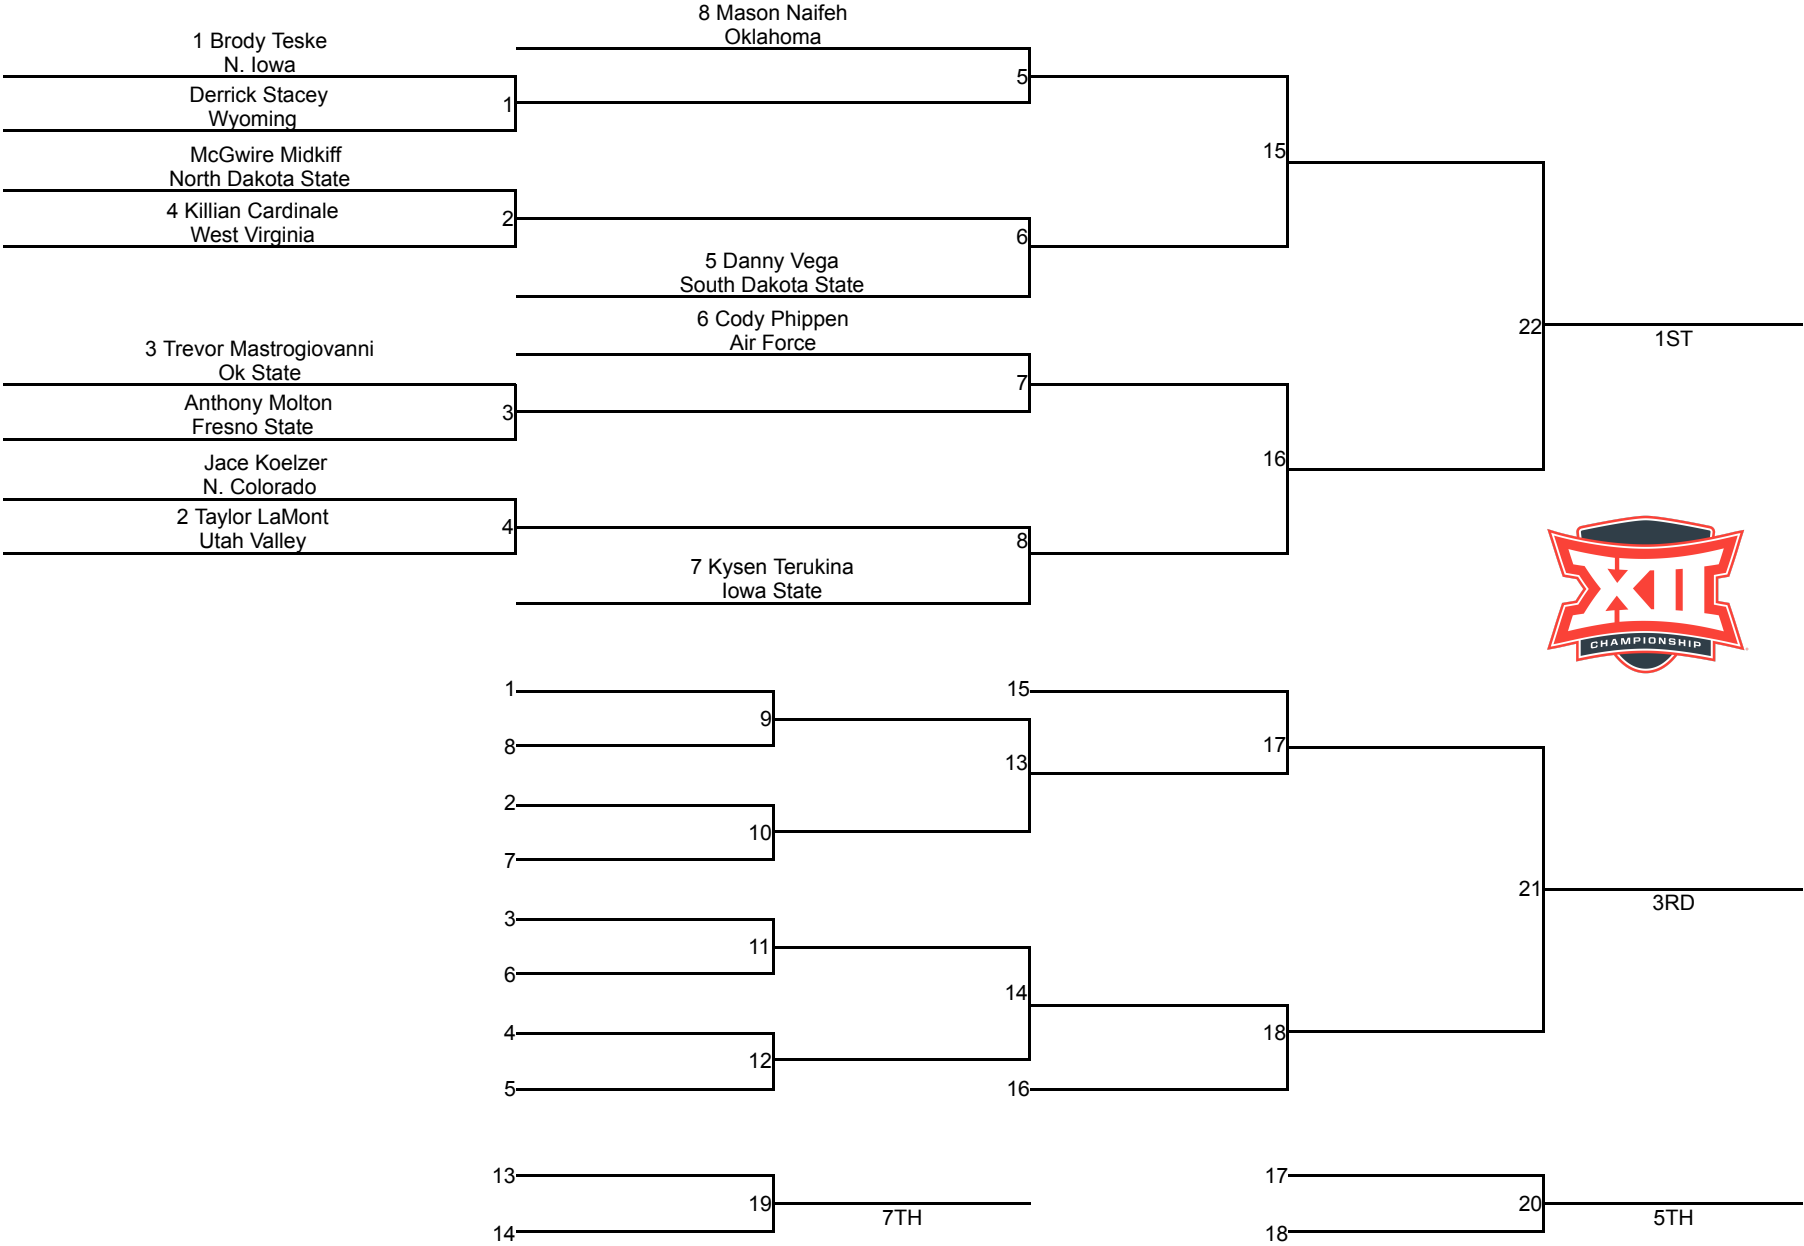 8 Mason Naifeh
Oklahoma
1 Brody Teske
N. Iowa
5
Derrick Stacey
Wyoming
1
McGwire Midkiff
North Dakota State
15
4 Killian Cardinale
West Virginia
2
6
5 Danny Vega
South Dakota State
6 Cody Phippen
Air Force
22
1ST
3 Trevor Mastrogiovanni
Ok State
7
Anthony Molton
Fresno State
3
Jace Koelzer
N. Colorado
16
2 Taylor LaMont
Utah Valley
4
8
7 Kysen Terukina
Iowa State
XII
CHAMPIONSHIP
1
15
9
8
17
13
2
10
7
21
3RD
3
11
6
14
4
18
12
5
16
13
17
19
7TH
20
5TH
14
18